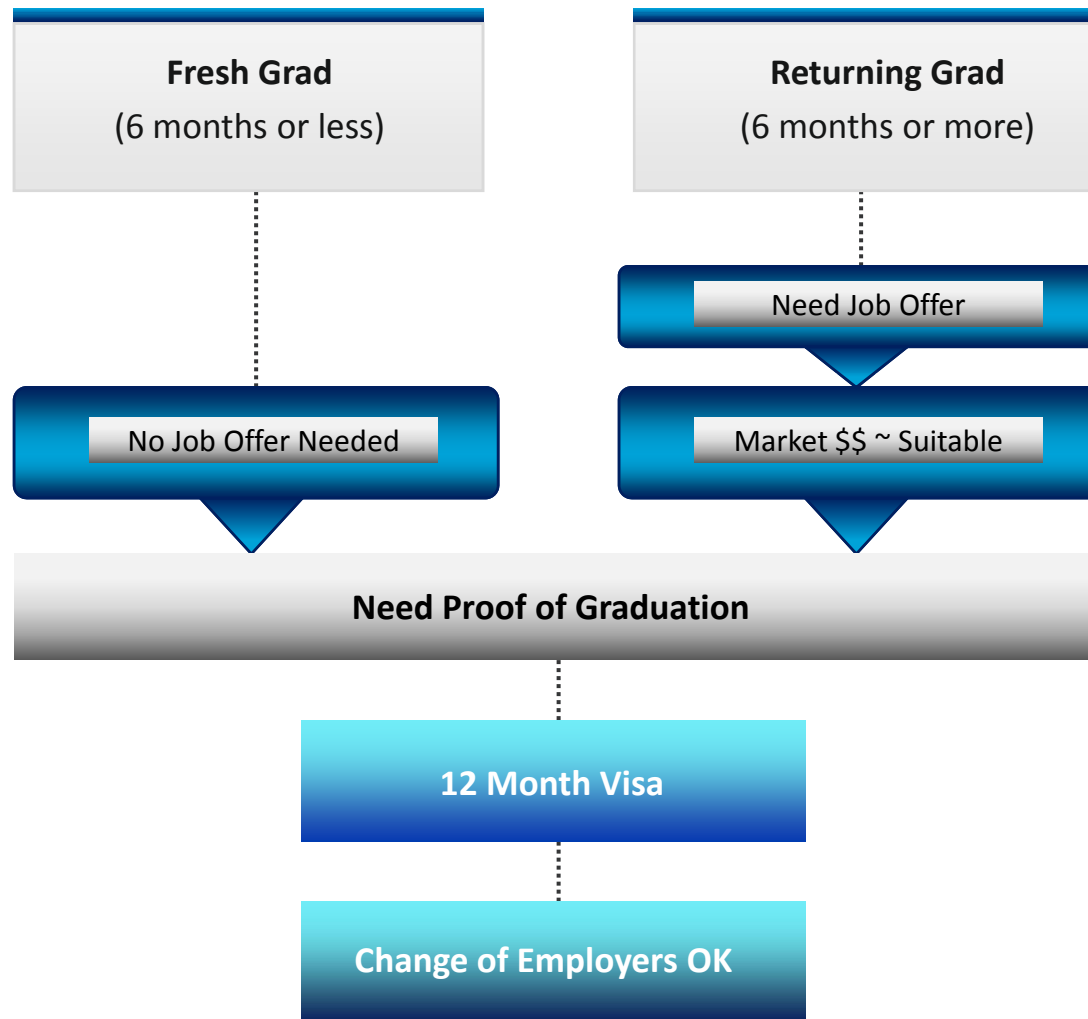 Fresh Grad
(6 months or less)
Returning Grad
(6 months or more)
Need Job Offer
No Job Offer Needed
Market $$ ~ Suitable
Need Proof of Graduation
12 Month Visa
Change of Employers OK